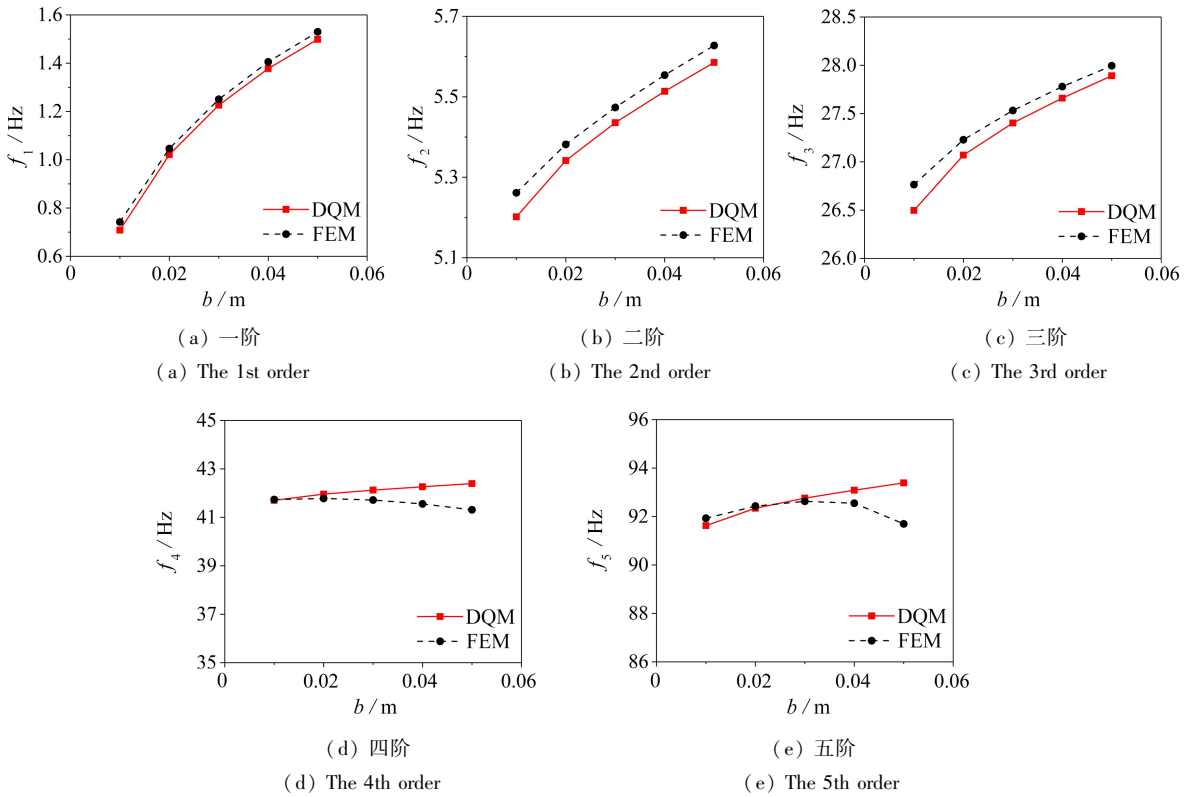 1.6
1.4
1.2
1.0
0.8
0.6
f1 / Hz
DQM
FEM
0 0.02 0.04 0.06
b / m
(a) 一阶
(a) The 1st order
5.7
5.5
5.3
5.1
f2 / Hz
DQM
FEM
0 0.02 0.04 0.06
b / m
(b) 二阶
(b) The 2nd order
28.5
28.0
27.5
27.0
26.5
26.0
f3 / Hz
DQM
FEM
0 0.02 0.04 0.06
b / m
(c) 三阶
(c) The 3rd order
45
43
41
39
37
35
f4 / Hz
DQM
FEM
0 0.02 0.04 0.06
b / m
(d) 四阶
(d) The 4th order
96
94
92
90
88
86
f5 / Hz
DQM
FEM
0 0.02 0.04 0.06
b / m
(e) 五阶
(e) The 5th order